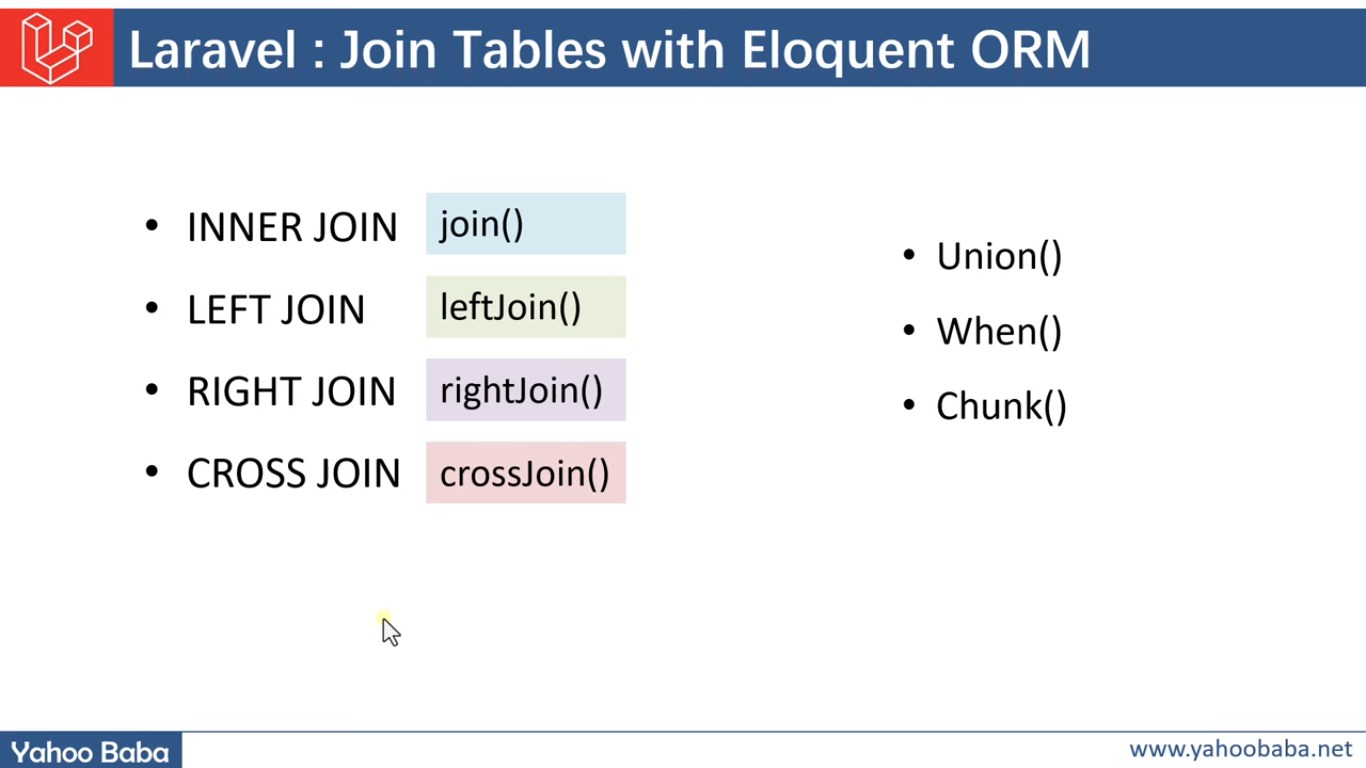 Laravel : Join Tables with Eloquent ORM
• INNER JOIN join()
• LEFT JOIN leftJoin()
• RIGHT JOIN rightJoin()
• CROSS JOIN crossJoin()
• Union()
• When()
• Chunk()
Yahoo Baba
www.yahoobaba.net